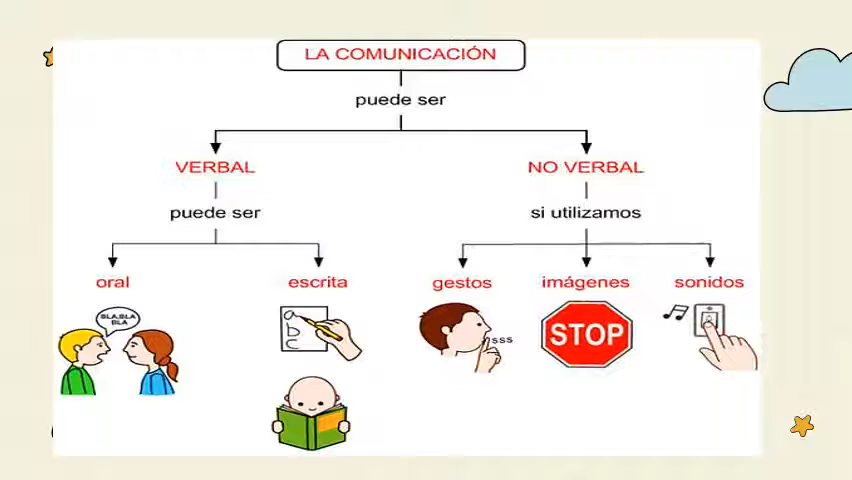 LA COMUNICACIÓN
puede ser
VERBAL
NO VERBAL
puede ser
si utilizamos
oral
escrita
gestos
imágenes
sonidos
BLA,BLA
BLA
a
b
c
sss
STOP